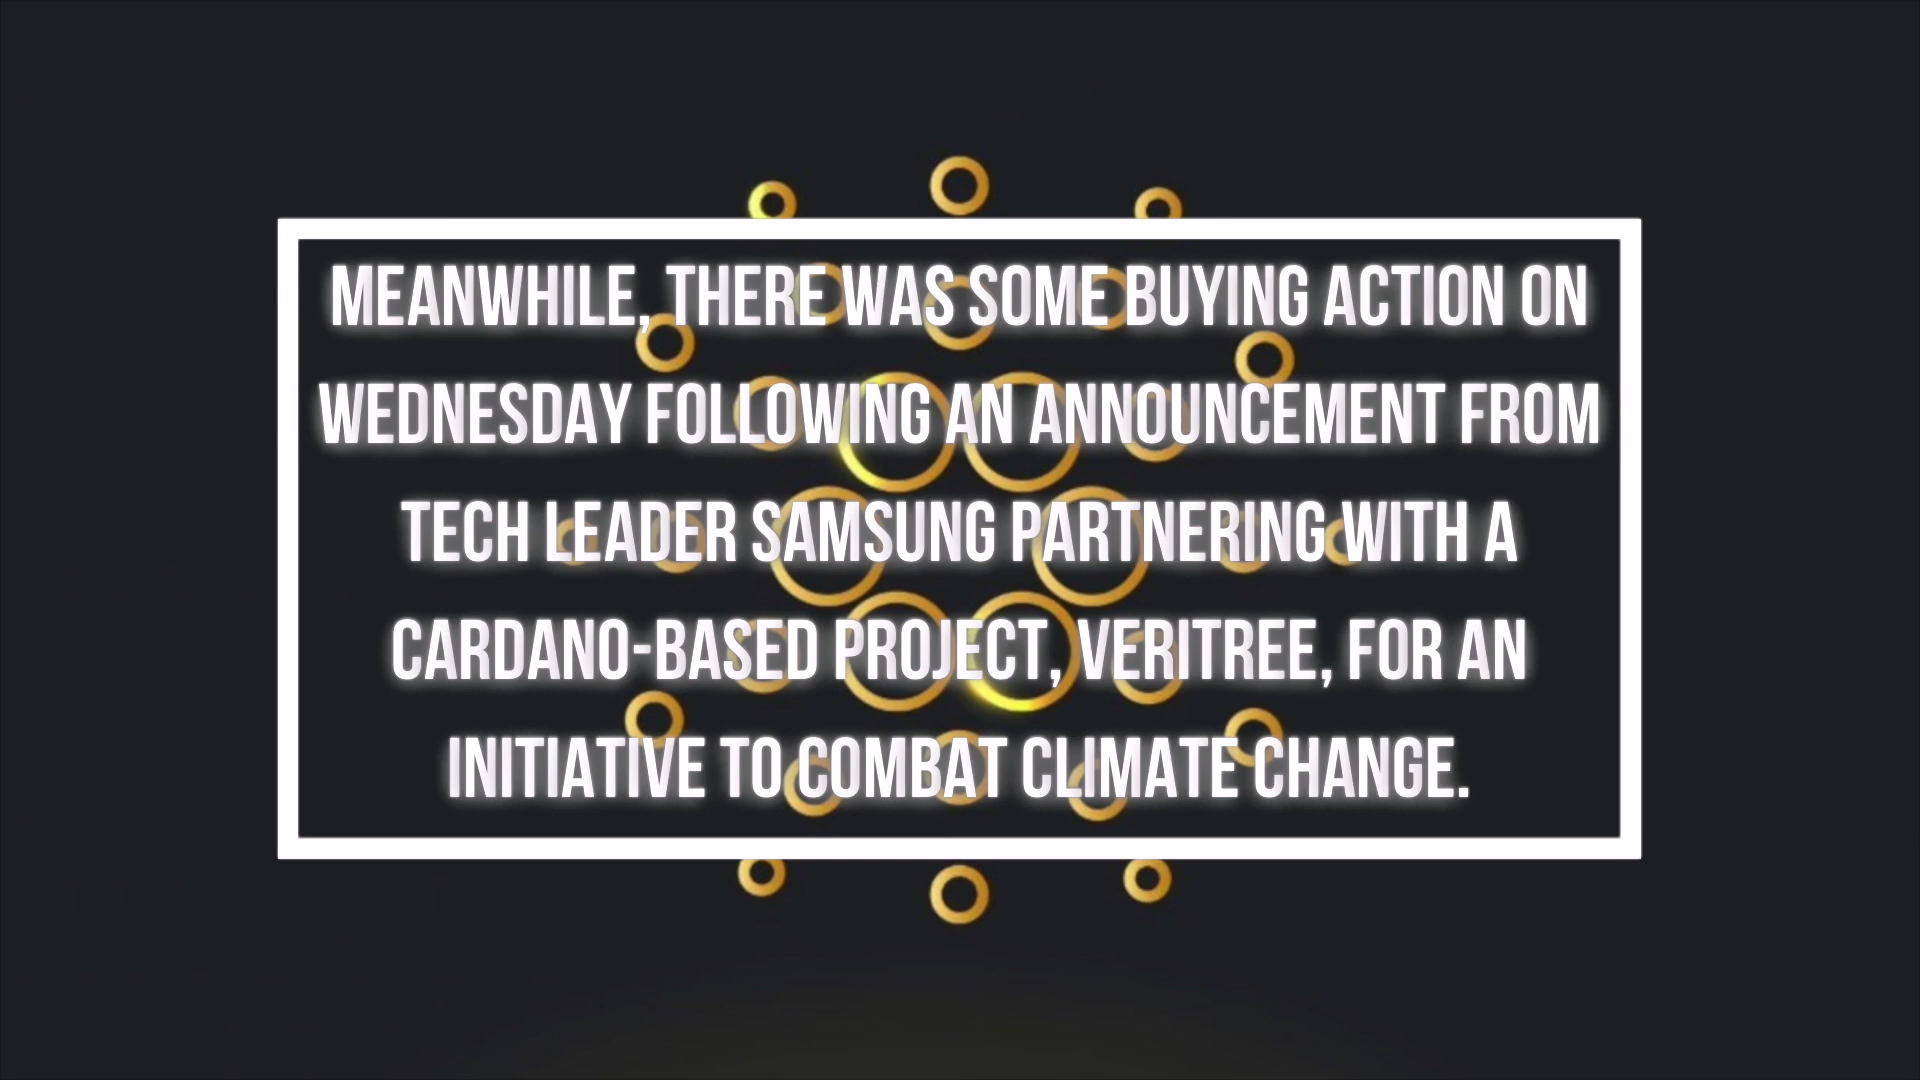 MEANWHILE, THERE WAS SOME BUYING ACTION ON
WEDNESDAY FOLLOWING AN ANNOUNCEMENT FROM
TECH LEADER SAMSUNG PARTNERING WITH A
CARDANO-BASED PROJECT, VERITREE, FOR AN
INITIATIVE TO COMBAT CLIMATE CHANGE.